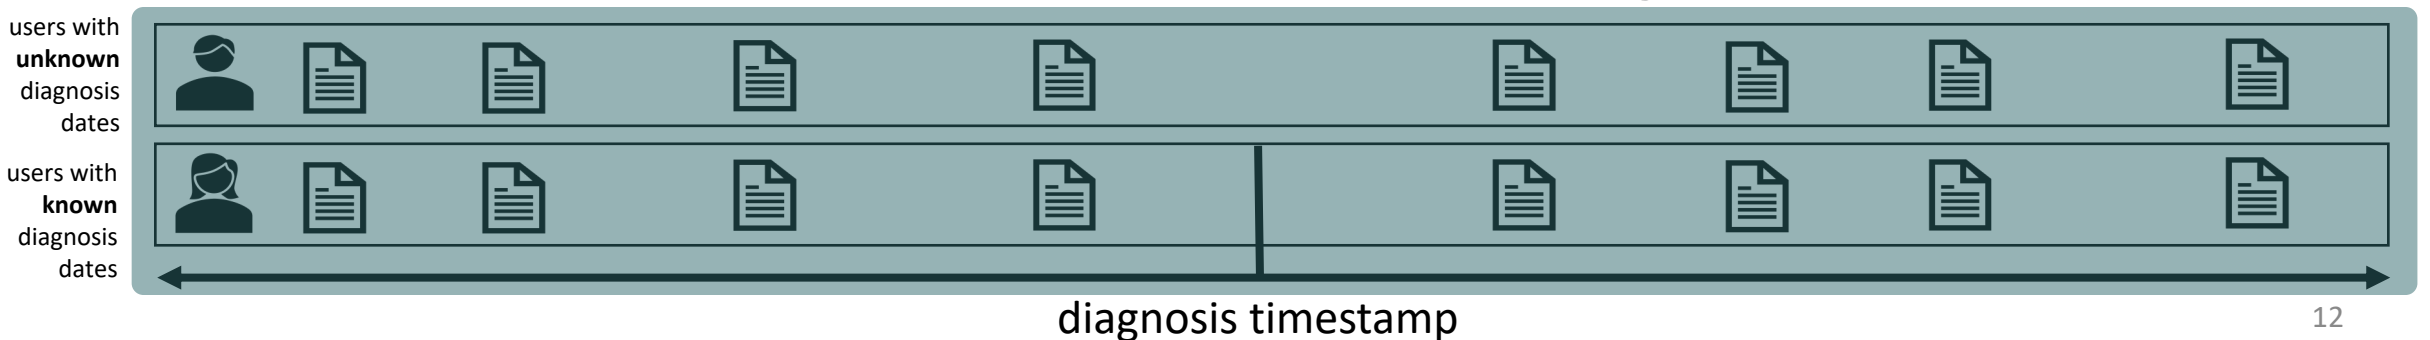 users with
unknown
diagnosis
dates
users with
known
diagnosis
dates
diagnosis timestamp
12